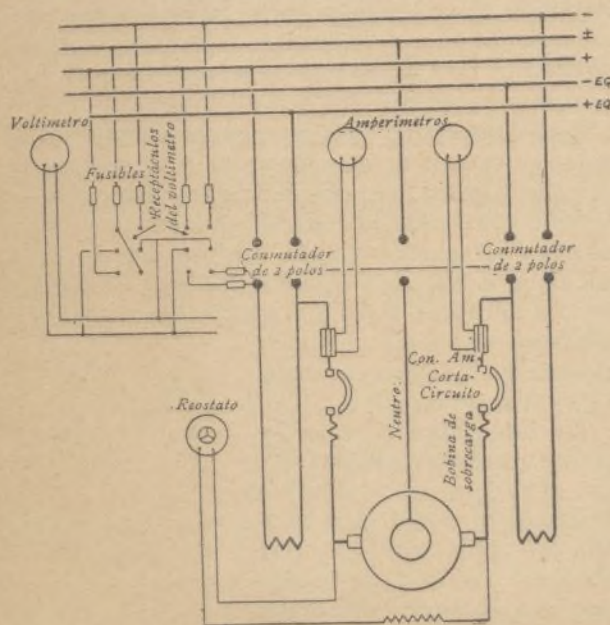 −
±
+
− EQ
+ EQ
Voltimetro
Amperimetros
Fusibles
Receptáculos
del voltimetro
Conmutador
de 2 polos
Conmutador
de 2 polos
Con. Am
Corta-
Circuito
Reostato
Neutro
Bobina de
sobrecarga